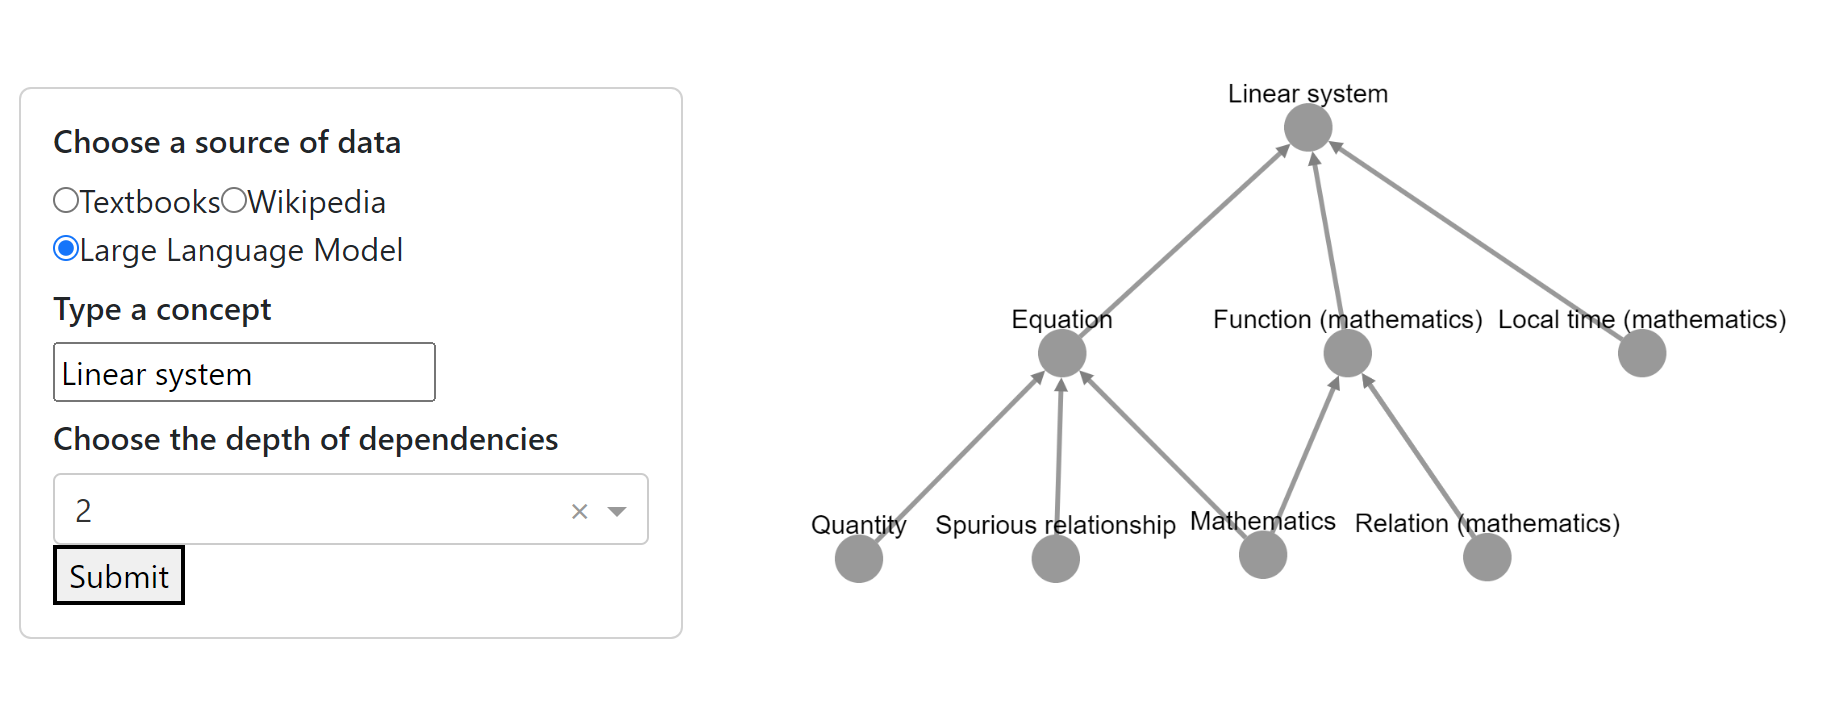 Choose a source of data
Textbooks Wikipedia
Large Language Model
Type a concept
Linear system
Choose the depth of dependencies
2
Submit
Linear system
Equation
Function (mathematics)
Local time (mathematics)
Quantity
Spurious relationship
Mathematics
Relation (mathematics)